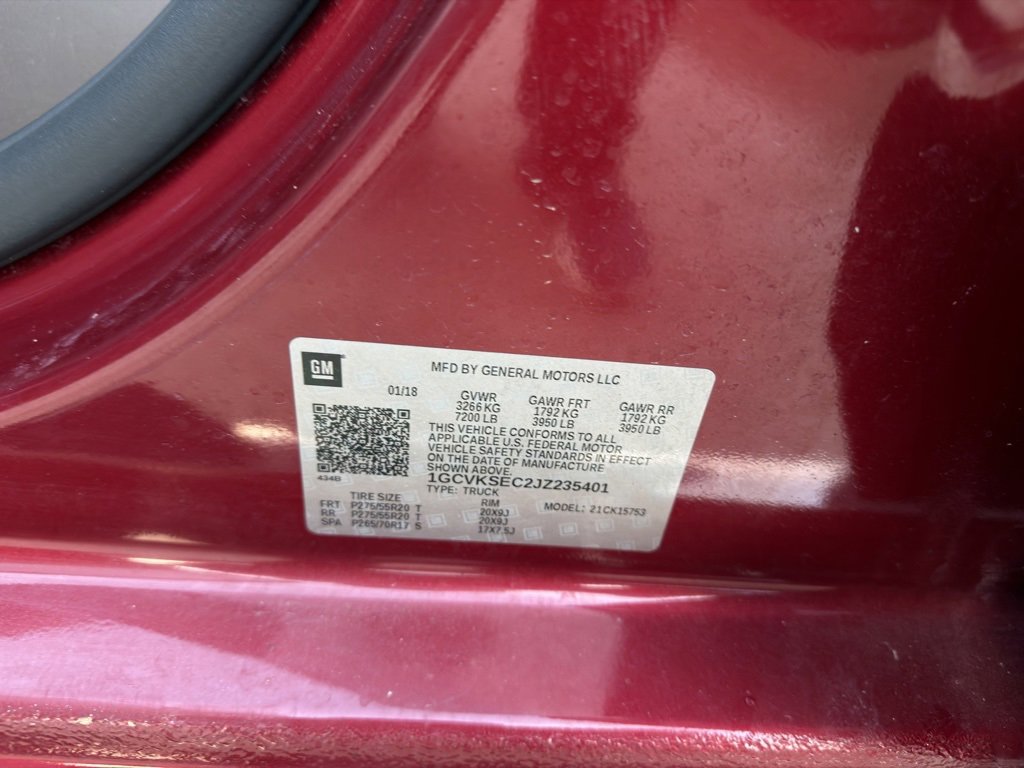 GM
MFD BY GENERAL MOTORS LLC
01/18
GVWR GAWR FRT GAWR RR
3266 KG 1792 KG 1792 KG
7200 LB 3950 LB 3950 LB
THIS VEHICLE CONFORMS TO ALL
APPLICABLE U.S. FEDERAL MOTOR
VEHICLE SAFETY STANDARDS IN EFFECT
ON THE DATE OF MANUFACTURE
SHOWN ABOVE.
434B
1GCVKSEC2JZ235401
TYPE: TRUCK
MODEL: 21CK15753
TIRE SIZE RIM
FRT P275/55R20 T 20X9J
RR P275/55R20 T 20X9J
SPA P265/70R17 S 17X7.5J